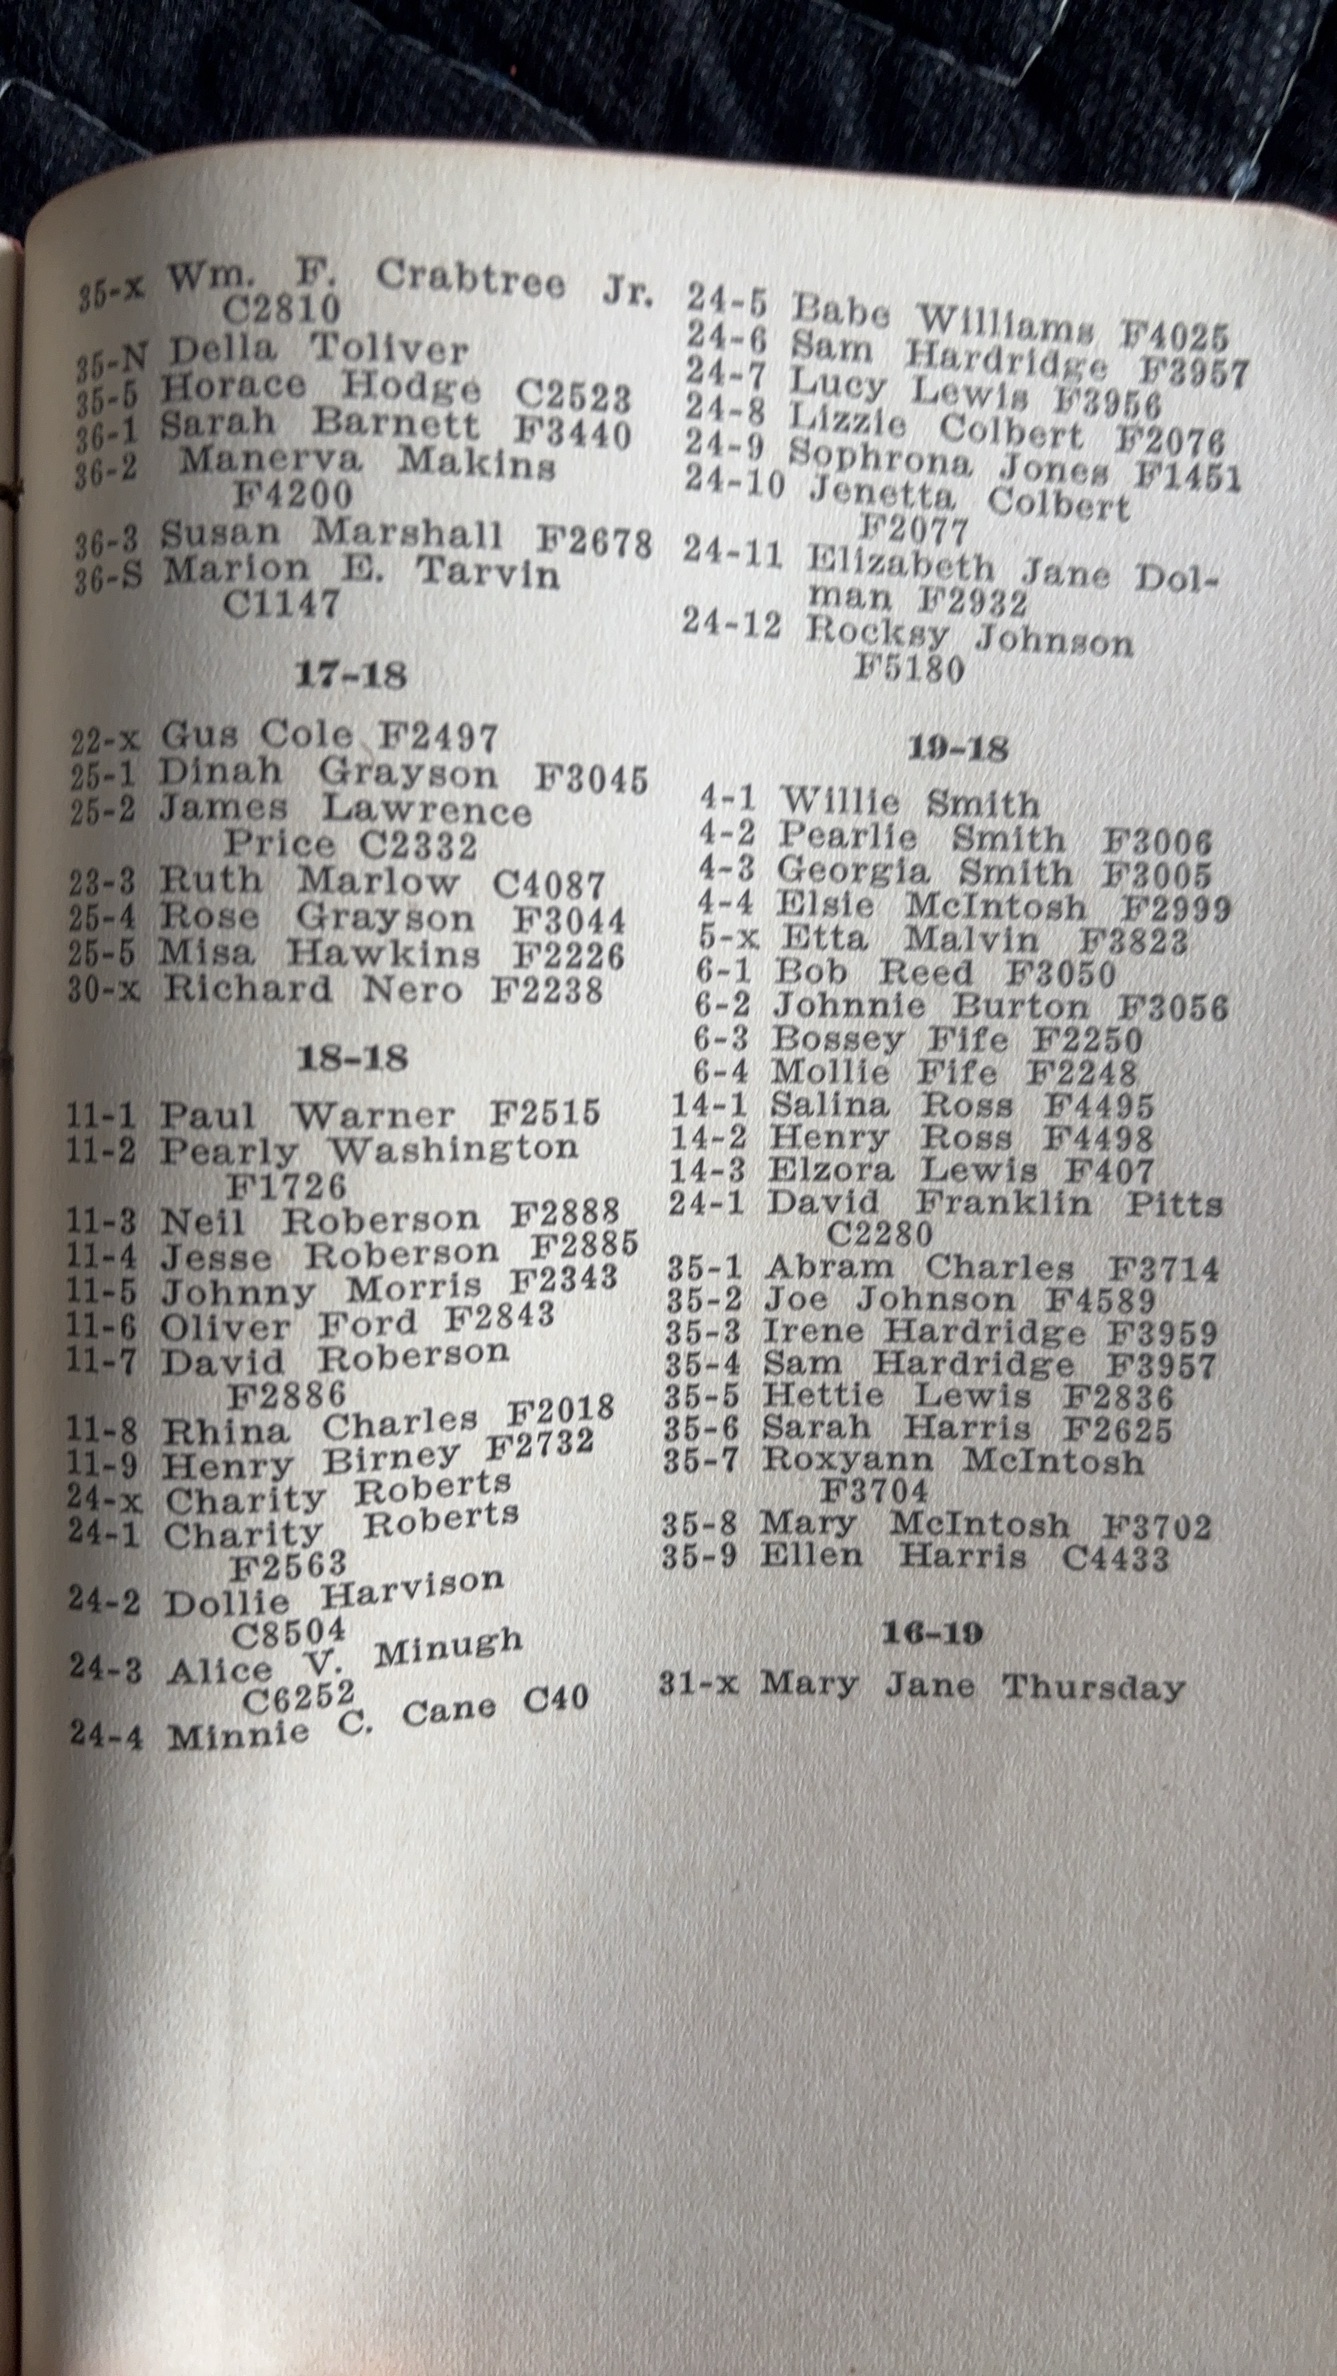 35-x Wm. F. Crabtree Jr.
C2810
35-N Della Toliver
35-5 Horace Hodge C2523
36-1 Sarah Barnett F3440
36-2 Manerva Makins
F4200
36-3 Susan Marshall F2678
36-S Marion E. Tarvin
C1147
17-18
22-x Gus Cole F2497
25-1 Dinah Grayson F3045
25-2 James Lawrence
Price C2332
23-3 Ruth Marlow C4087
25-4 Rose Grayson F3044
25-5 Misa Hawkins F2226
30-x Richard Nero F2238
18-18
11-1 Paul Warner F2515
11-2 Pearly Washington
F1726
11-3 Neil Roberson F2888
11-4 Jesse Roberson F2885
11-5 Johnny Morris F2343
11-6 Oliver Ford F2843
11-7 David Roberson
F2886
11-8 Rhina Charles F2018
11-9 Henry Birney F2732
24-x Charity Roberts
24-1 Charity Roberts
F2563
24-2 Dollie Harvison
C8504
24-3 Alice V. Minugh
C6252
24-4 Minnie C. Cane C40
24-5 Babe Williams F4025
24-6 Sam Hardridge F3957
24-7 Lucy Lewis F3956
24-8 Lizzie Colbert F2076
24-9 Sophrona Jones F1451
24-10 Jenetta Colbert
F2077
24-11 Elizabeth Jane Dol-
man F2932
24-12 Rocksy Johnson
F5180
19-18
4-1 Willie Smith
4-2 Pearlie Smith F3006
4-3 Georgia Smith F3005
4-4 Elsie McIntosh F2999
5-x Etta Malvin F3823
6-1 Bob Reed F3050
6-2 Johnnie Burton F3056
6-3 Bossey Fife F2250
6-4 Mollie Fife F2248
14-1 Salina Ross F4495
14-2 Henry Ross F4498
14-3 Elzora Lewis F407
24-1 David Franklin Pitts
C2280
35-1 Abram Charles F3714
35-2 Joe Johnson F4589
35-3 Irene Hardridge F3959
35-4 Sam Hardridge F3957
35-5 Hettie Lewis F2836
35-6 Sarah Harris F2625
35-7 Roxyann McIntosh
F3704
35-8 Mary McIntosh F3702
35-9 Ellen Harris C4433
16-19
31-x Mary Jane Thursday